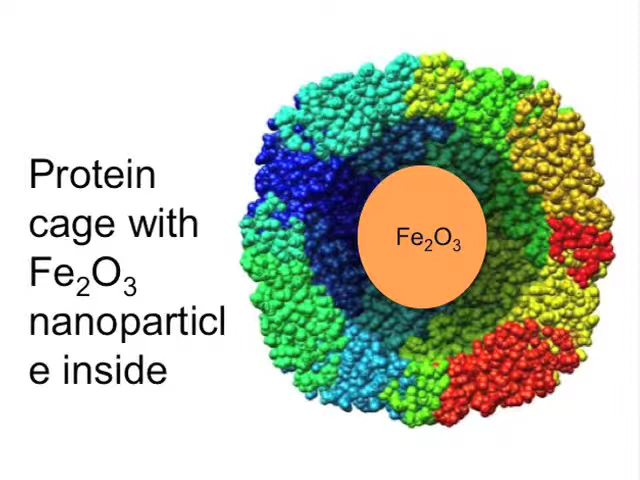 Protein
cage with
Fe₂O₃
nanoparticl
e inside
Fe₂O₃